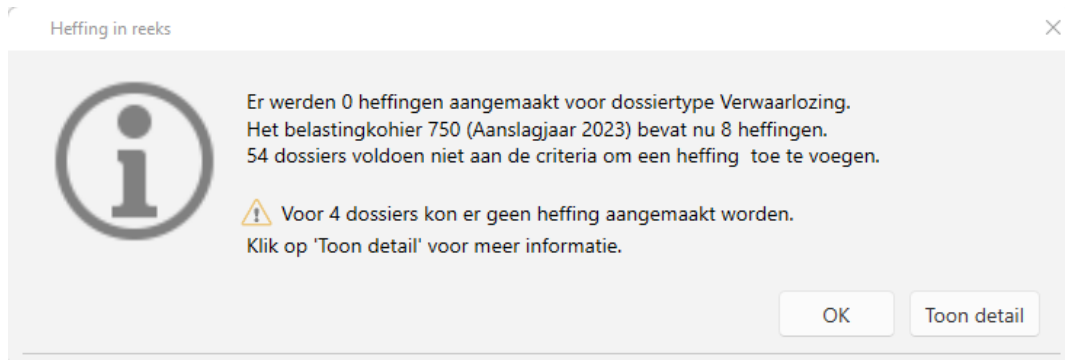 Heffing in reeks
Er werden 0 heffingen aangemaakt voor dossiertype Verwaarlozing.
Het belastingkohier 750 (Aanslagjaar 2023) bevat nu 8 heffingen.
54 dossiers voldoen niet aan de criteria om een heffing  toe te voegen.
Voor 4 dossiers kon er geen heffing aangemaakt worden.
Klik op 'Toon detail' voor meer informatie.
OK
Toon detail